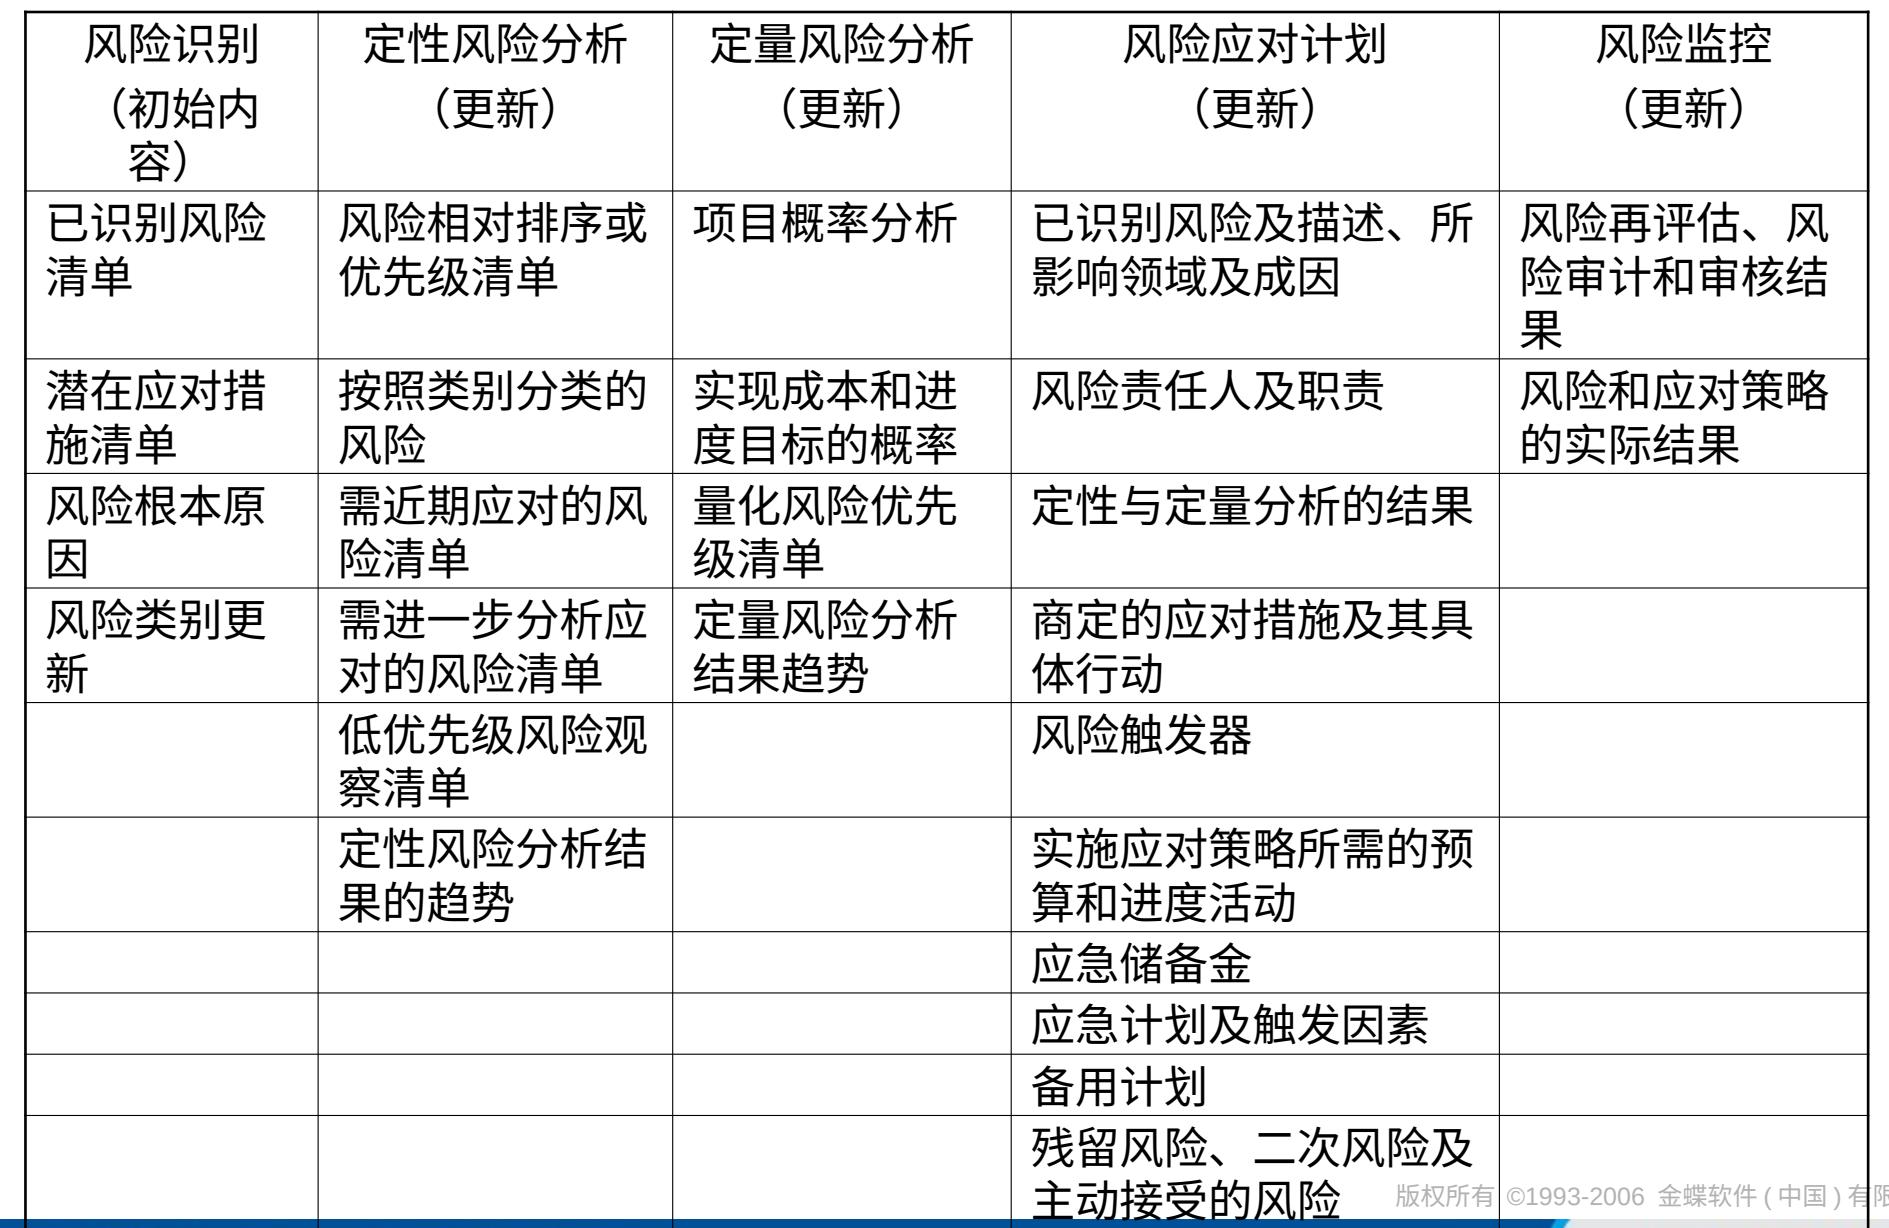 风险识别
（初始内
容）
定性风险分析
（更新）
定量风险分析
（更新）
风险应对计划
（更新）
风险监控
（更新）
已识别风险
清单
风险相对排序或
优先级清单
项目概率分析
已识别风险及描述、所
影响领域及成因
风险再评估、风
险审计和审核结
果
潜在应对措
施清单
按照类别分类的
风险
实现成本和进
度目标的概率
风险责任人及职责
风险和应对策略
的实际结果
风险根本原
因
需近期应对的风
险清单
量化风险优先
级清单
定性与定量分析的结果
风险类别更
新
需进一步分析应
对的风险清单
定量风险分析
结果趋势
商定的应对措施及其具
体行动
低优先级风险观
察清单
风险触发器
定性风险分析结
果的趋势
实施应对策略所需的预
算和进度活动
应急储备金
应急计划及触发因素
备用计划
残留风险、二次风险及
主动接受的风险
版权所有 ©1993-2006 金蝶软件 ( 中国 ) 有限